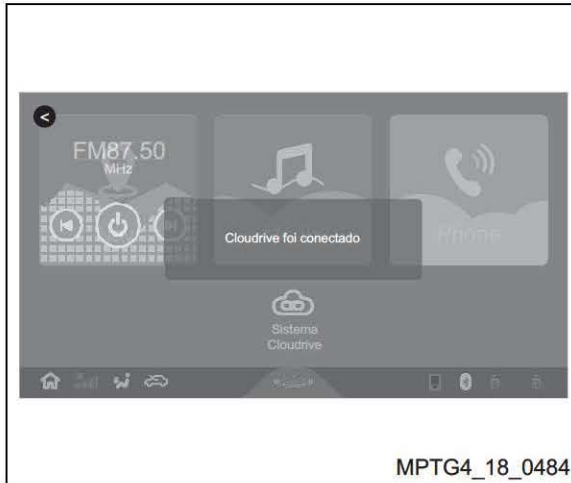 <
FM87.50
MHz
Cloudrive foi conectado
Phone
Sistema
Cloudrive
MPTG4_18_0484